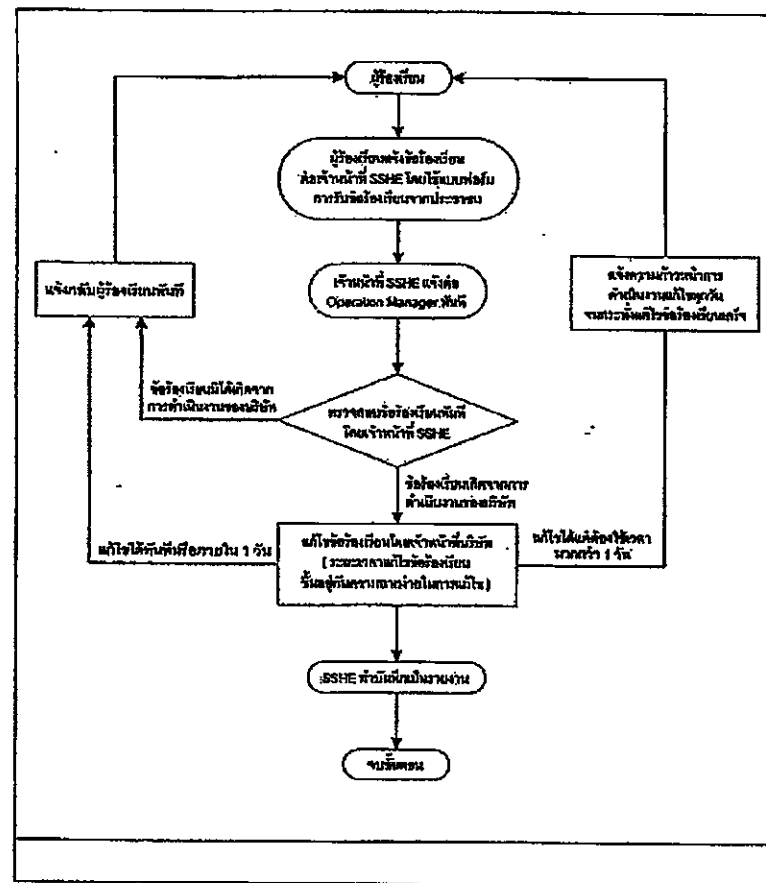 ผู้ร้องเรียน
ผู้ร้องเรียนแจ้งข้อร้องเรียน
ต่อเจ้าหน้าที่ SSHE โดยใช้แบบฟอร์ม
การรับข้อร้องเรียนจากประชาชน
แจ้งกลับผู้ร้องเรียนทันที
เจ้าหน้าที่ SSHE แจ้งต่อ
Operation Manager ทันที
แจ้งความก้าวหน้าการ
ดำเนินงานแก้ไขทุกวัน
จนกระทั่งแก้ไขข้อร้องเรียนเสร็จ
ข้อร้องเรียนมิได้เกิดจาก
การดำเนินงานของบริษัท
ตรวจสอบข้อร้องเรียนทันที
โดยเจ้าหน้าที่ SSHE
ข้อร้องเรียนเกิดจากการ
ดำเนินงานของบริษัท
แก้ไขได้ทันทีหรือภายใน 1 วัน
แก้ไขข้อร้องเรียนโดยเจ้าหน้าที่บริษัท
( ระยะเวลาแก้ไขข้อร้องเรียน
ขึ้นอยู่กับความยากง่ายในการแก้ไข )
แก้ไขได้แต่ต้องใช้เวลา
มากกว่า 1 วัน
SSHE ทำบันทึกเป็นรายงาน
จบขั้นตอน